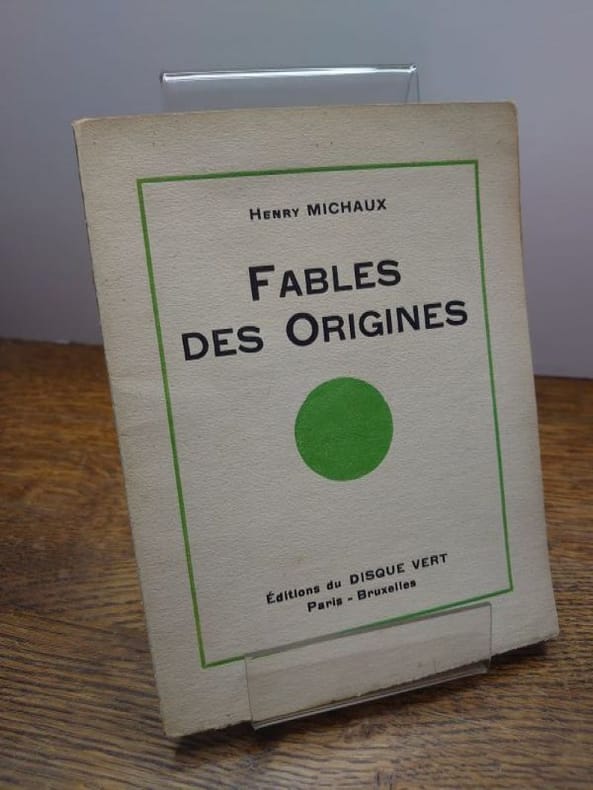 Henry MICHAUX
FABLES
DES ORIGINES
Éditions du DISQUE VERT
Paris - Bruxelles